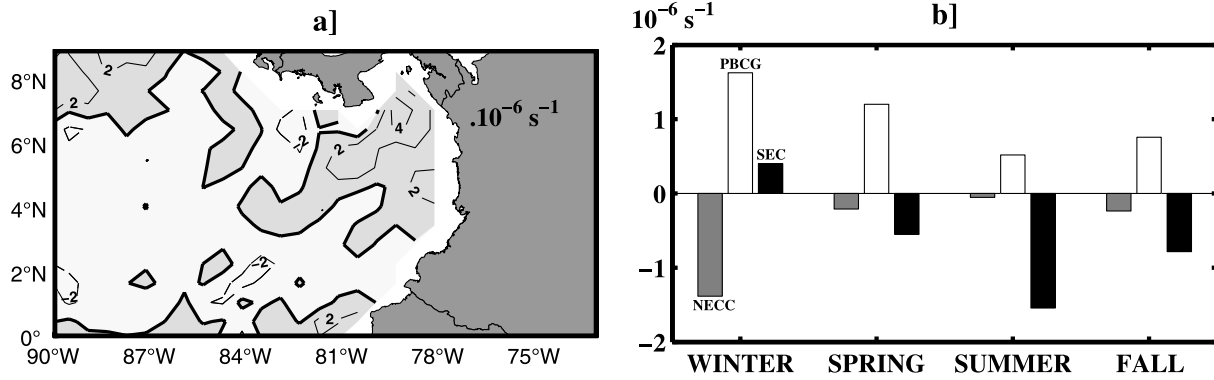 a]
8°N
6°N
4°N
2°N
0°
90°W 87°W 84°W 81°W 78°W 75°W
.10⁻⁶ s⁻¹
2
2
2
4
-2
2
-2
-2
2
b]
10⁻⁶ s⁻¹
2
1
0
−1
−2
PBCG
SEC
NECC
WINTER SPRING SUMMER FALL